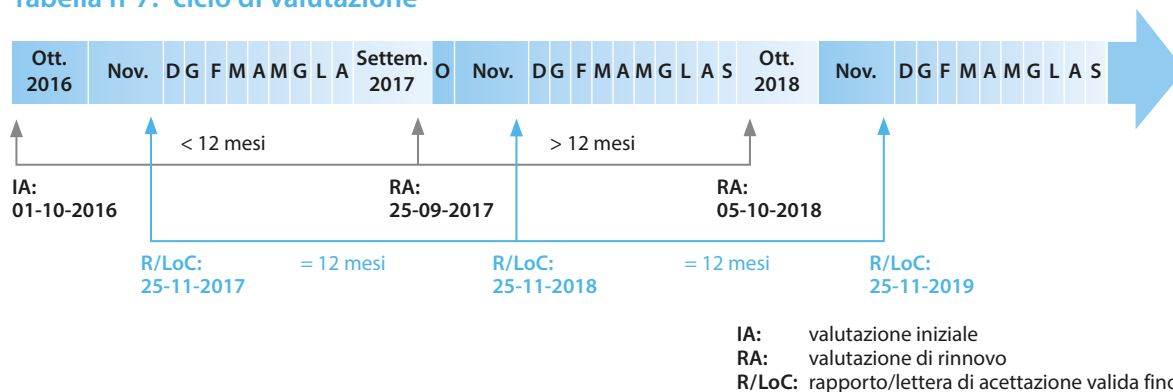 Tabella n°7: ciclo di valutazione
Ott. 2016 Nov. D G F M A M G L A Settem. 2017 O Nov. D G F M A M G L A S Ott. 2018 Nov. D G F M A M G L A S
< 12 mesi > 12 mesi
IA: RA: RA:
01-10-2016 25-09-2017 05-10-2018
R/LoC: = 12 mesi R/LoC: = 12 mesi R/LoC:
25-11-2017 25-11-2018 25-11-2019
IA: valutazione iniziale
RA: valutazione di rinnovo
R/LoC: rapporto/lettera di accettazione valida fino